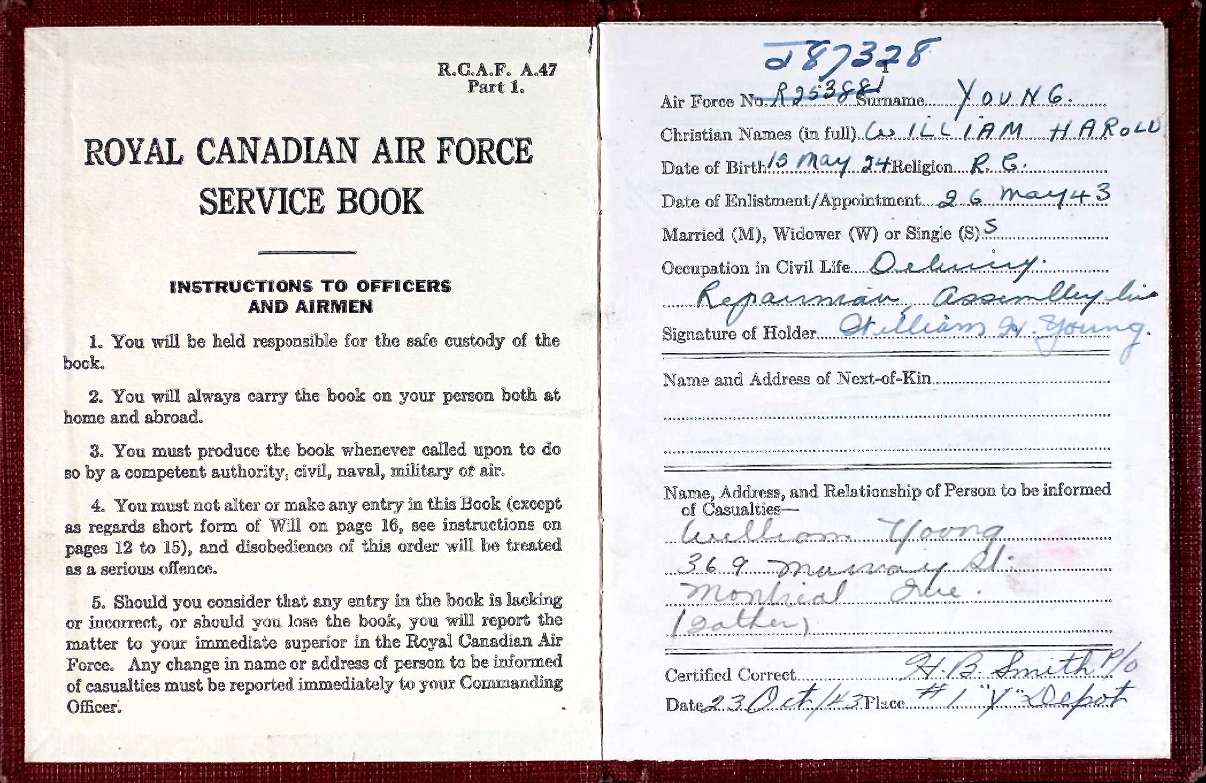 R.C.A.F. A.47
Part 1.
ROYAL CANADIAN AIR FORCE
SERVICE BOOK
INSTRUCTIONS TO OFFICERS
AND AIRMEN
1. You will be held responsible for the safe custody of the
book.
2. You will always carry the book on your person both at
home and abroad.
3. You must produce the book whenever called upon to do
so by a competent authority, civil, naval, military or air.
4. You must not alter or make any entry in this Book (except
as regards short form of Will on page 16, see instructions on
pages 12 to 15), and disobedience of this order will be treated
as a serious offence.
5. Should you consider that any entry in the book is lacking
or incorrect, or should you lose the book, you will report the
matter to your immediate superior in the Royal Canadian Air
Force. Any change in name or address of person to be informed
of casualties must be reported immediately to your Commanding
Officer.
J87328
Air Force No. R253881 Surname YOUNG.
Christian Names (in full) WILLIAM HAROLD
Date of Birth 15 May 24 Religion R.C.
Date of Enlistment/Appointment 26 May 43
Married (M), Widower (W) or Single (S) S
Occupation in Civil Life
Repairman, Assembly
Signature of Holder William H. Young.
Name and Address of Next-of-Kin
Name, Address, and Relationship of Person to be informed
of Casualties—
William Young
369 Murray St.
Montreal Que.
(Father)
Certified Correct H.B. Smith P/O
Date 23 Oct/43 Place #1 "Y" Depot